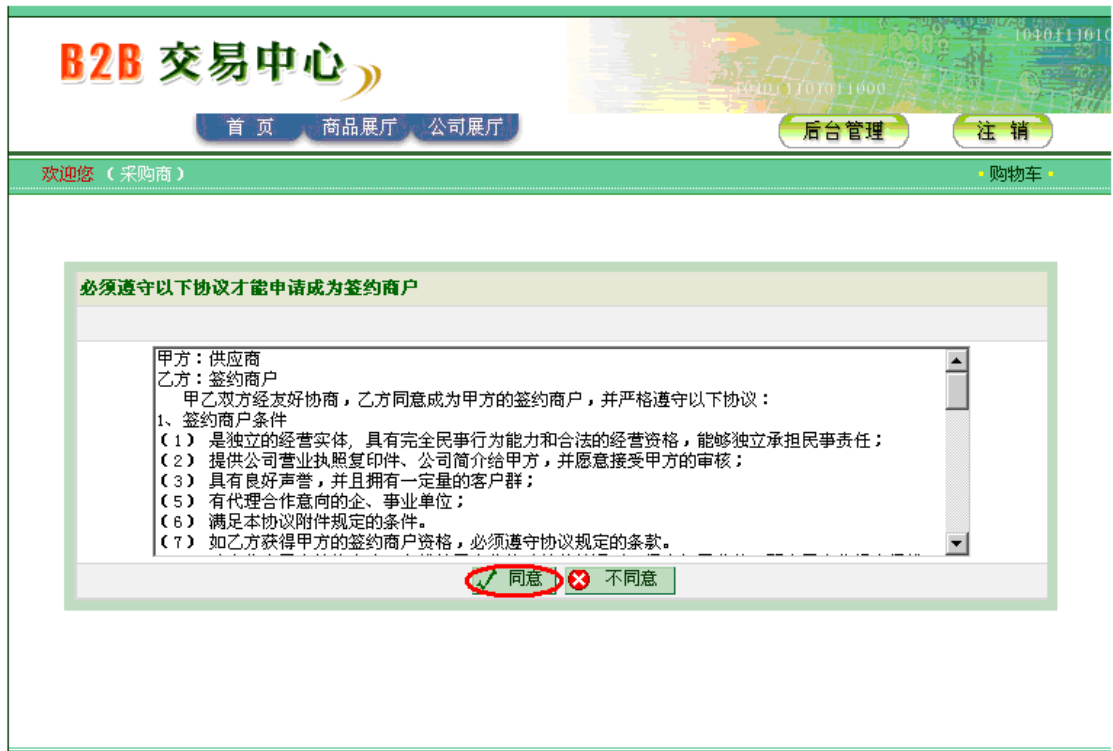 1010111010
1010111101011000
B2B 交易中心
首 页 商品展厅 公司展厅 后台管理 注 销
欢迎您（采购商） 购物车
必须遵守以下协议才能申请成为签约商户
甲方：供应商
乙方：签约商户
甲乙双方经友好协商，乙方同意成为甲方的签约商户，并严格遵守以下协议：
1、签约商户条件
（1） 是独立的经营实体, 具有完全民事行为能力和合法的经营资格，能够独立承担民事责任；
（2） 提供公司营业执照复印件、公司简介给甲方，并愿意接受甲方的审核；
（3） 具有良好声誉，并且拥有一定量的客户群；
（5） 有代理合作意向的企、事业单位；
（6） 满足本协议附件规定的条件。
（7） 如乙方获得甲方的签约商户资格，必须遵守协议规定的条款。
同意 不同意